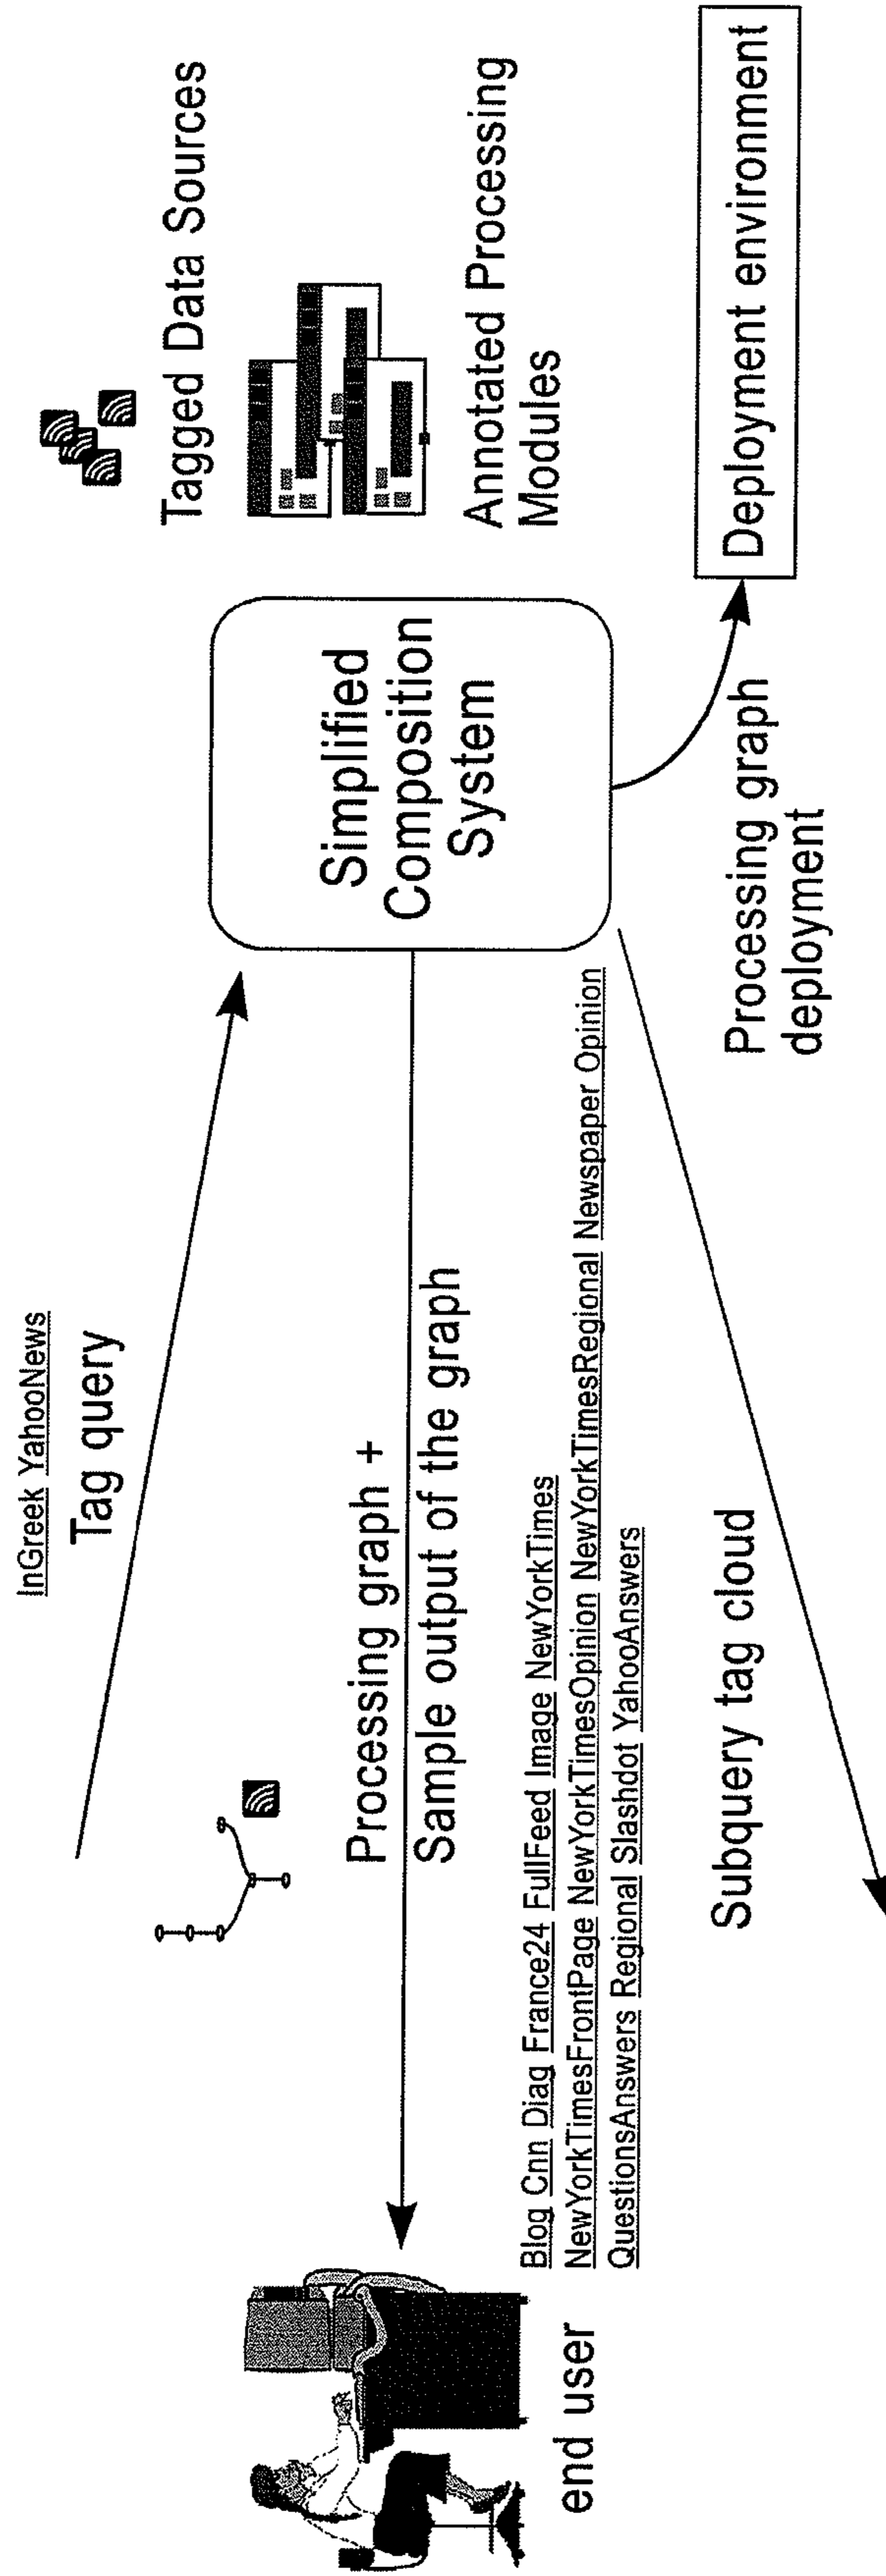 InGreek YahooNews
Tag query
Tagged Data Sources
Annotated Processing
Modules
Simplified
Composition
System
Processing graph +
Sample output of the graph
end user
Blog Cnn Diag France24 FullFeed Image NewYorkTimes
NewYorkTimesFrontPage NewYorkTimesOpinion NewYorkTimesRegional Newspaper Opinion
QuestionsAnswers Regional Slashdot YahooAnswers
Subquery tag cloud
Processing graph
deployment
Deployment environment